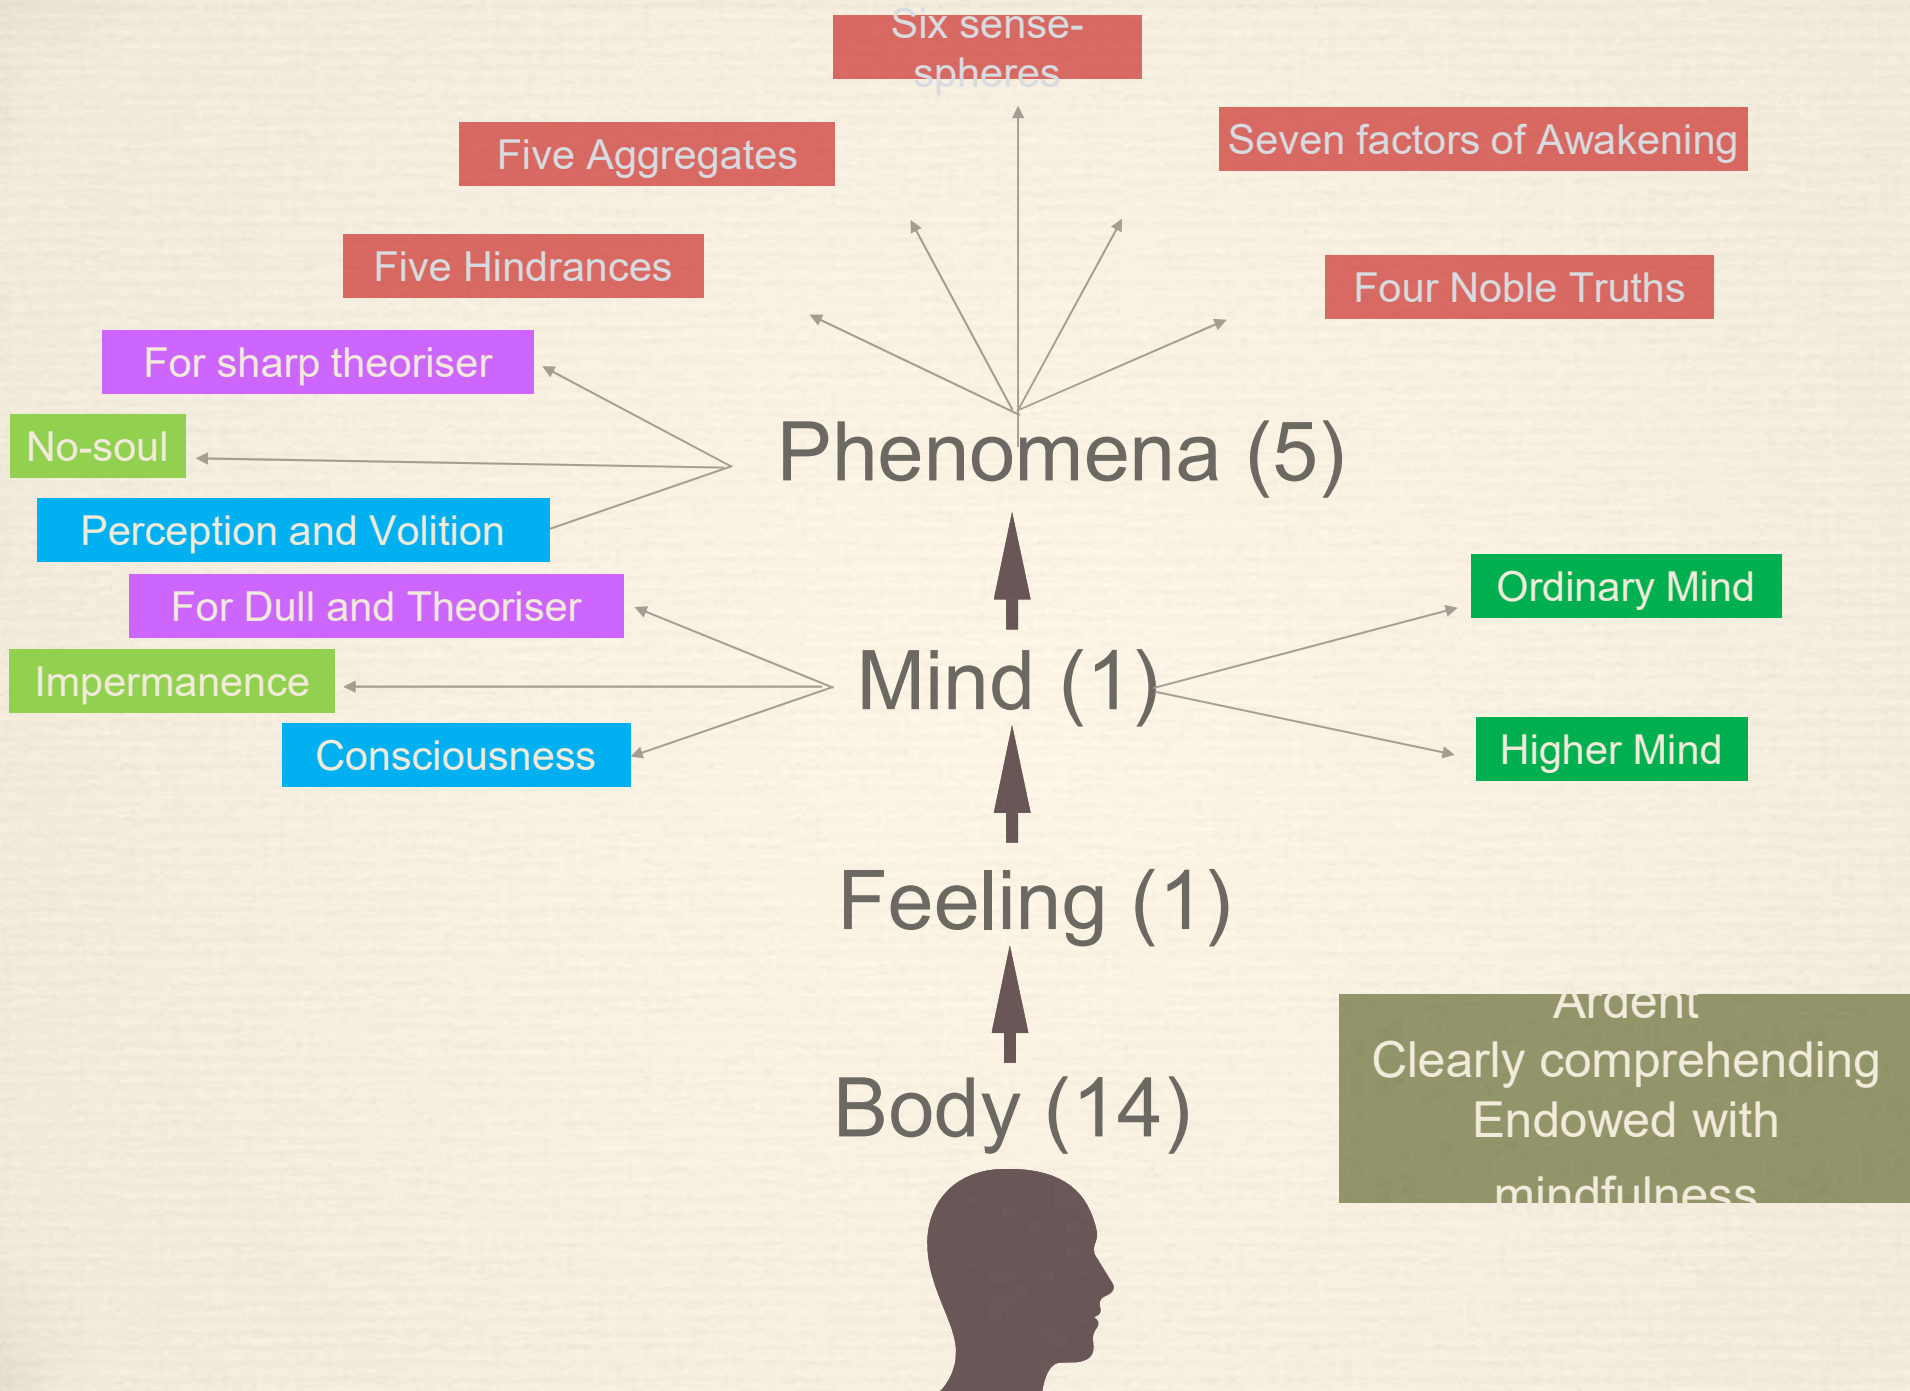 Six sense-
spheres
Five Aggregates
Seven factors of Awakening
Five Hindrances
Four Noble Truths
For sharp theoriser
No-soul
Phenomena (5)
Perception and Volition
For Dull and Theoriser
Ordinary Mind
Impermanence
Mind (1)
Consciousness
Higher Mind
Feeling (1)
Ardent
Clearly comprehending
Endowed with
mindfulness
Body (14)